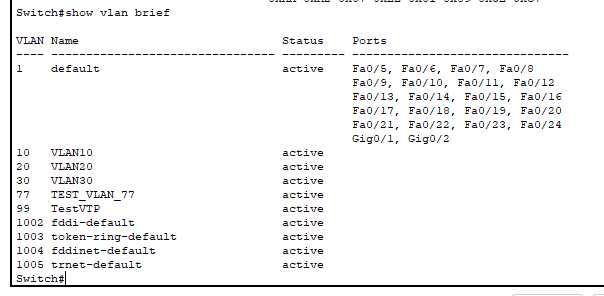 Switch#show vlan brief
VLAN Name                             Status    Ports
---- -------------------------------- --------- -------------------------------
1    default                          active    Fa0/5, Fa0/6, Fa0/7, Fa0/8
                                                Fa0/9, Fa0/10, Fa0/11, Fa0/12
                                                Fa0/13, Fa0/14, Fa0/15, Fa0/16
                                                Fa0/17, Fa0/18, Fa0/19, Fa0/20
                                                Fa0/21, Fa0/22, Fa0/23, Fa0/24
                                                Gig0/1, Gig0/2
10   VLAN10                           active
20   VLAN20                           active
30   VLAN30                           active
77   TEST_VLAN_77                     active
99   TestVTP                          active
1002 fddi-default                     active
1003 token-ring-default               active
1004 fddinet-default                  active
1005 trnet-default                    active
Switch#